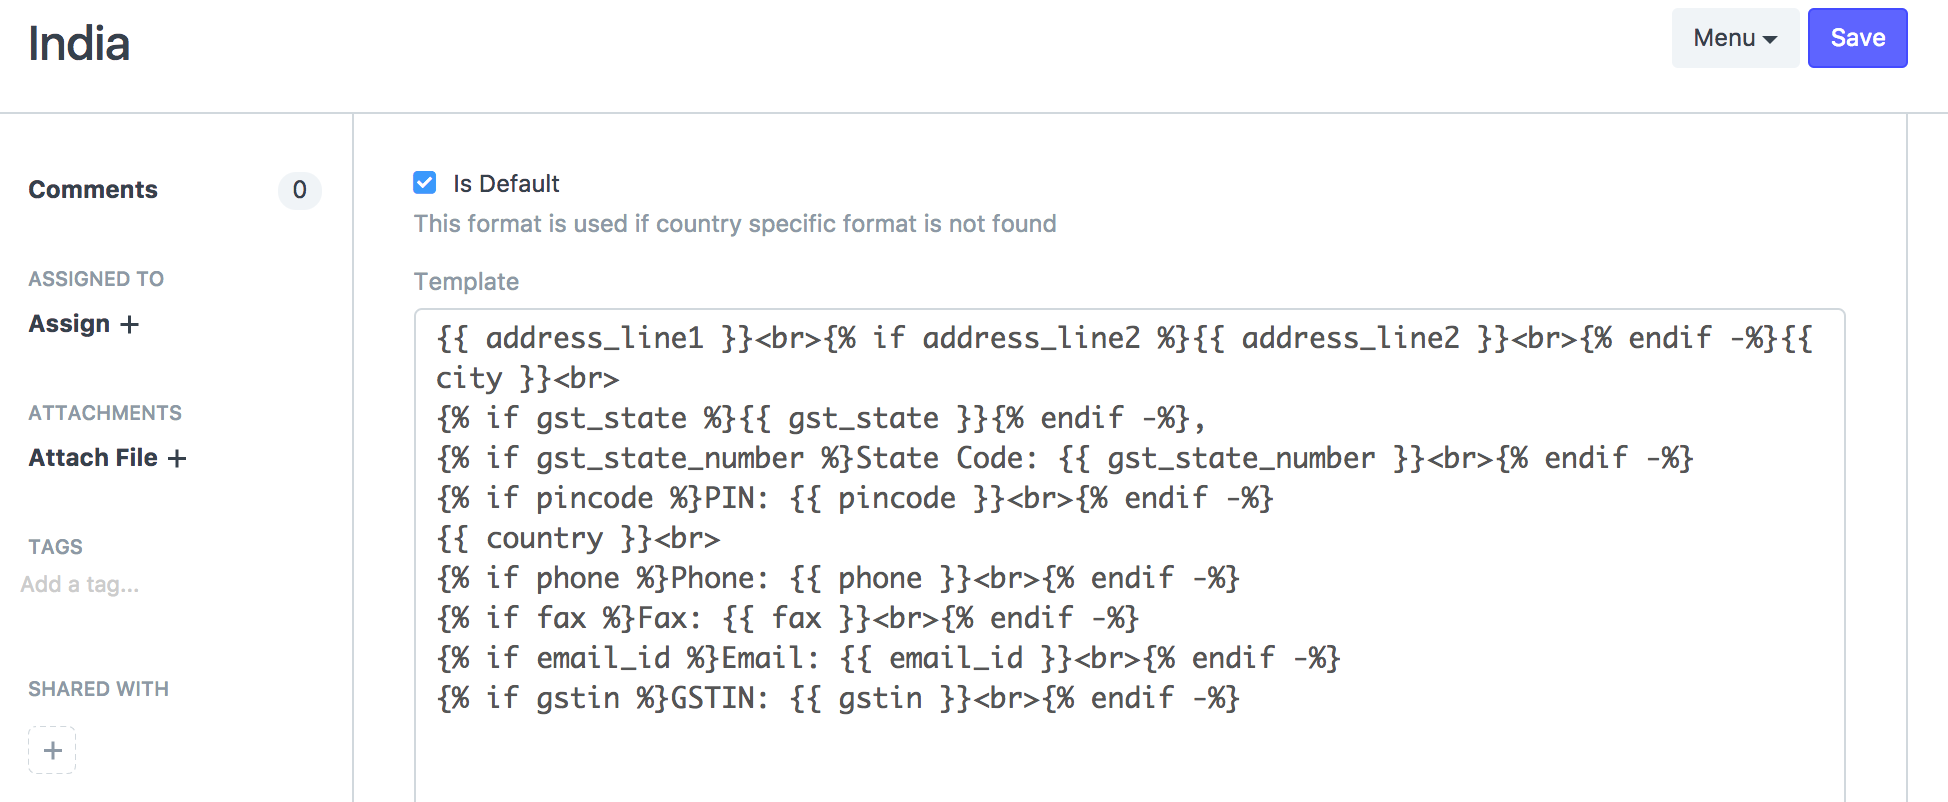 India
Menu
Save
Comments
0
ASSIGNED TO
Assign +
ATTACHMENTS
Attach File +
TAGS
Add a tag...
SHARED WITH
+
Is Default
This format is used if country specific format is not found
Template
{{ address_line1 }}<br>{% if address_line2 %}{{ address_line2 }}<br>{% endif -%}{{
city }}<br>
{% if gst_state %}{{ gst_state }}{% endif -%},
{% if gst_state_number %}State Code: {{ gst_state_number }}<br>{% endif -%}
{% if pincode %}PIN: {{ pincode }}<br>{% endif -%}
{{ country }}<br>
{% if phone %}Phone: {{ phone }}<br>{% endif -%}
{% if fax %}Fax: {{ fax }}<br>{% endif -%}
{% if email_id %}Email: {{ email_id }}<br>{% endif -%}
{% if gstin %}GSTIN: {{ gstin }}<br>{% endif -%}